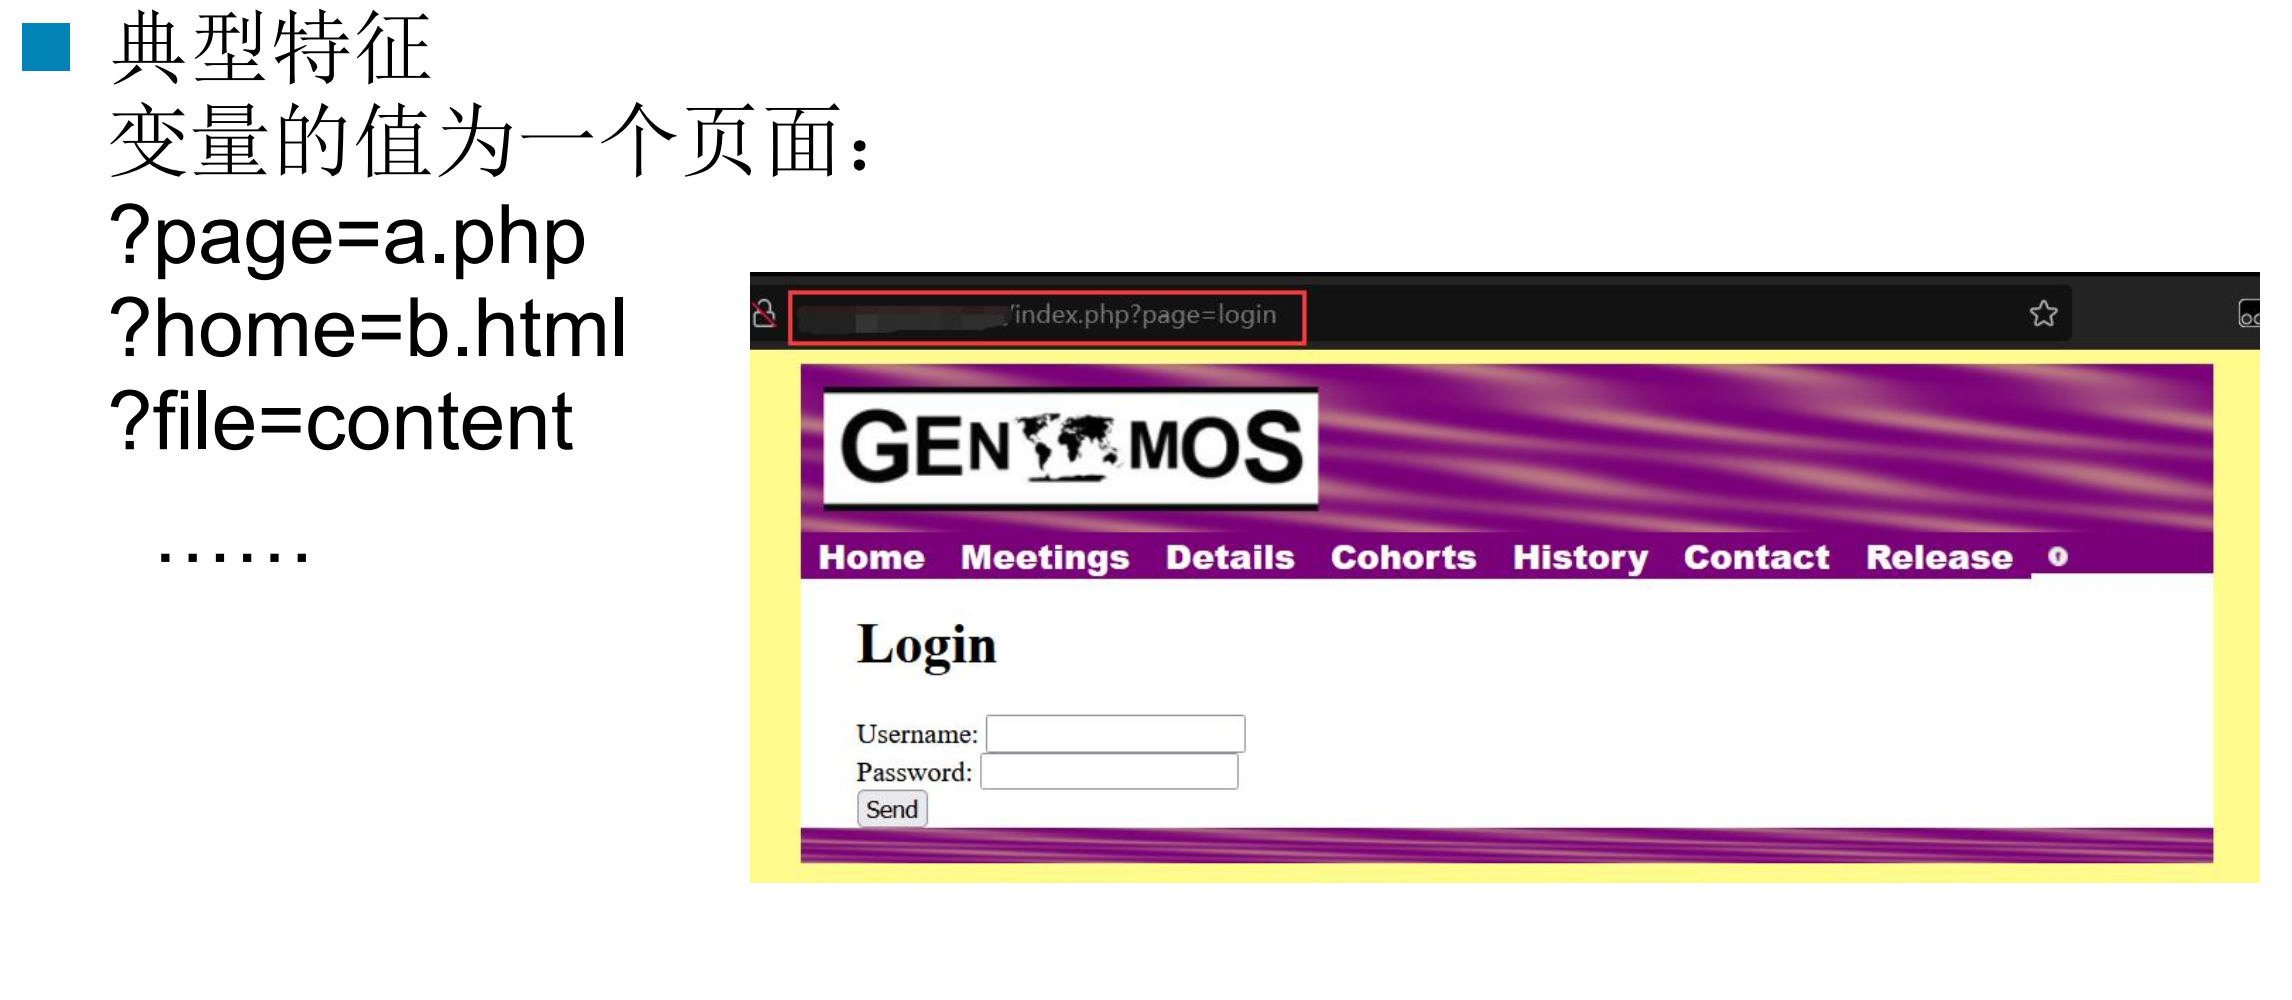 典型特征
变量的值为一个页面：
?page=a.php
?home=b.html
?file=content
……
/index.php?page=login
GEN MOS
Home Meetings Details Cohorts History Contact Release
Login
Username:
Password:
Send